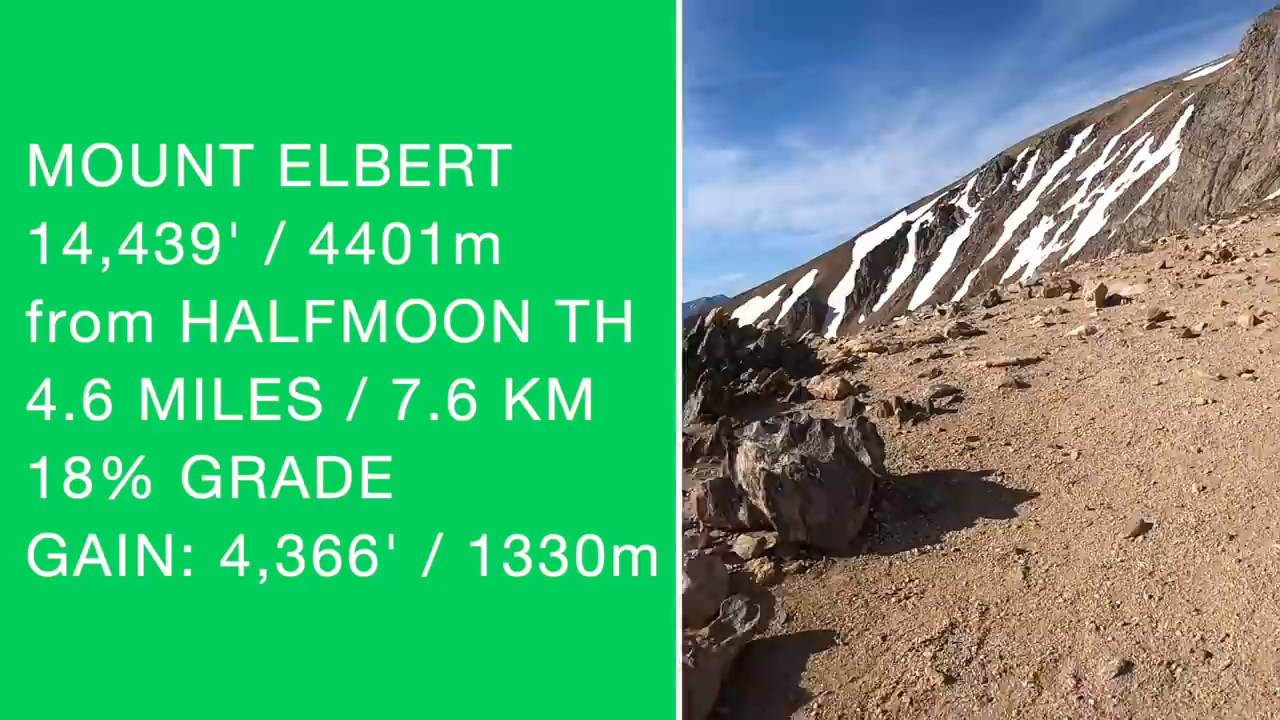 MOUNT ELBERT
14,439' / 4401m
from HALFMOON TH
4.6 MILES / 7.6 KM
18% GRADE
GAIN: 4,366' / 1330m